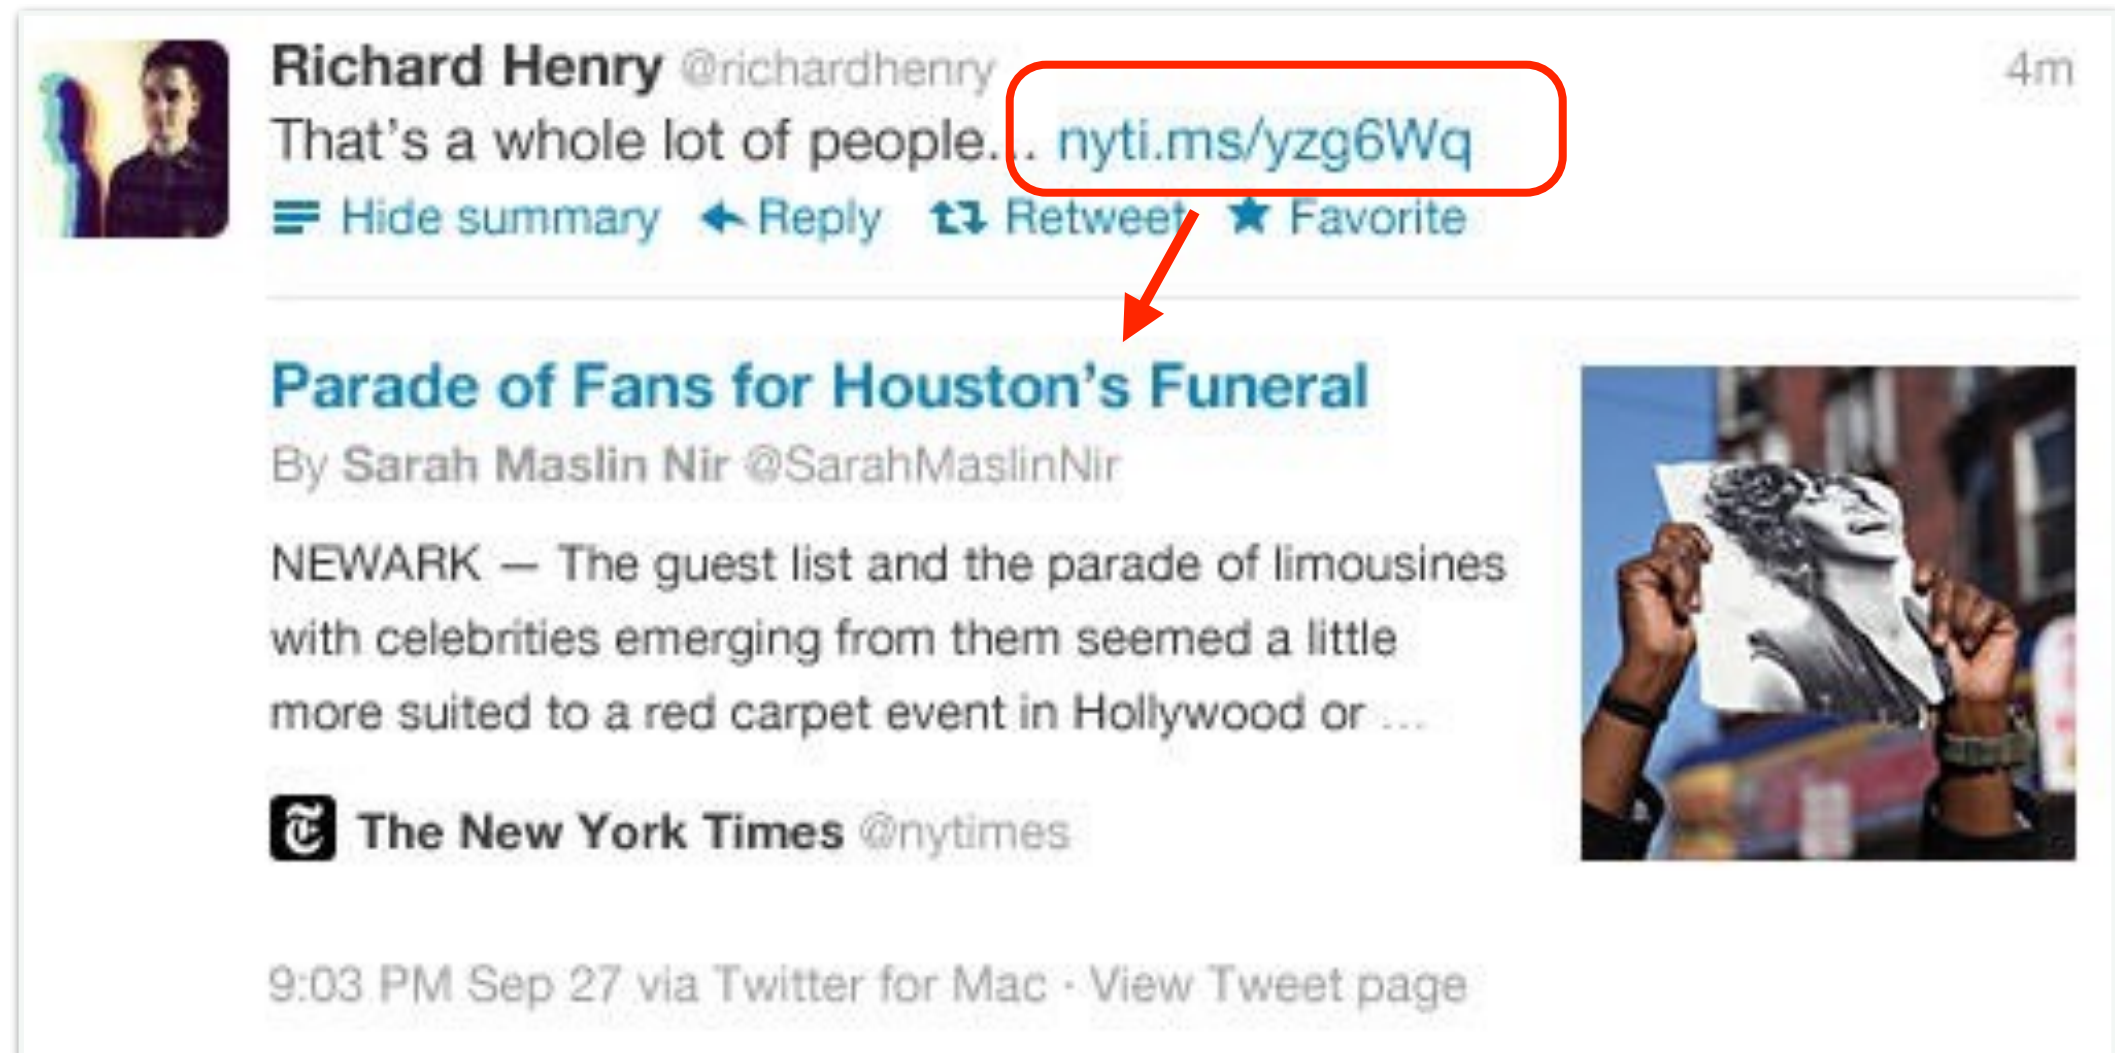 Richard Henry @richardhenry 4m
That's a whole lot of people... nyti.ms/yzg6Wq
Hide summary Reply Retweet Favorite
Parade of Fans for Houston's Funeral
By Sarah Maslin Nir @SarahMaslinNir
NEWARK — The guest list and the parade of limousines
with celebrities emerging from them seemed a little
more suited to a red carpet event in Hollywood or ...
The New York Times @nytimes
9:03 PM Sep 27 via Twitter for Mac · View Tweet page